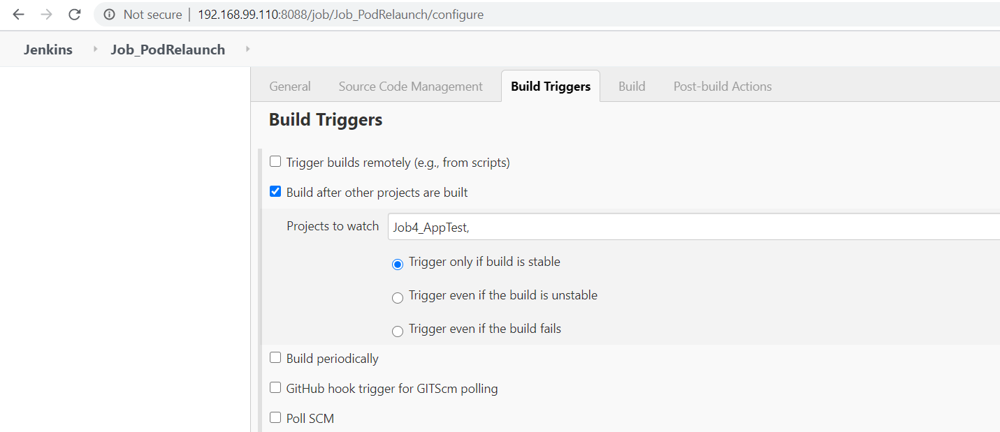 Not secure | 192.168.99.110:8088/job/Job_PodRelaunch/configure
Jenkins Job_PodRelaunch
General Source Code Management Build Triggers Build Post-build Actions
Build Triggers
Trigger builds remotely (e.g., from scripts)
Build after other projects are built
Projects to watch Job4_AppTest,
Trigger only if build is stable
Trigger even if the build is unstable
Trigger even if the build fails
Build periodically
GitHub hook trigger for GITScm polling
Poll SCM